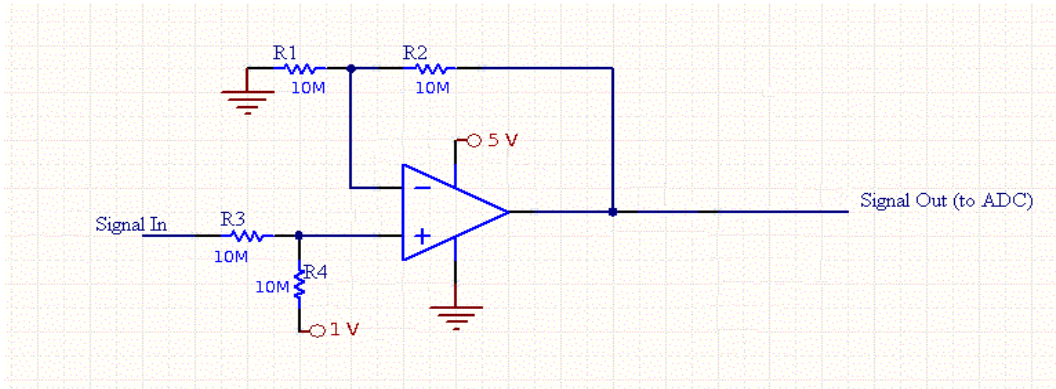 R1
R2
10M
10M
5 V
Signal Out (to ADC)
Signal In
R3
10M
R4
10M
1 V